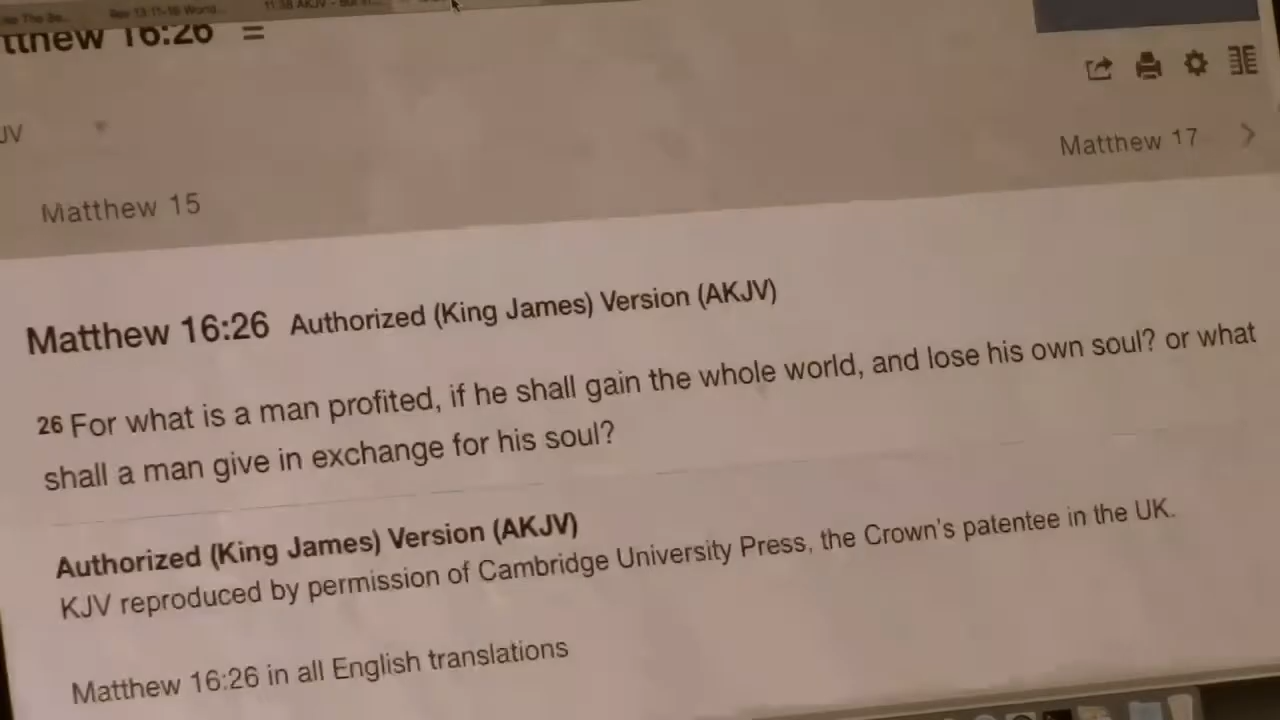 tthew 16:26
JV
Matthew 17
Matthew 15
Matthew 16:26 Authorized (King James) Version (AKJV)
26 For what is a man profited, if he shall gain the whole world, and lose his own soul? or what
shall a man give in exchange for his soul?
Authorized (King James) Version (AKJV)
KJV reproduced by permission of Cambridge University Press, the Crown's patentee in the UK.
Matthew 16:26 in all English translations